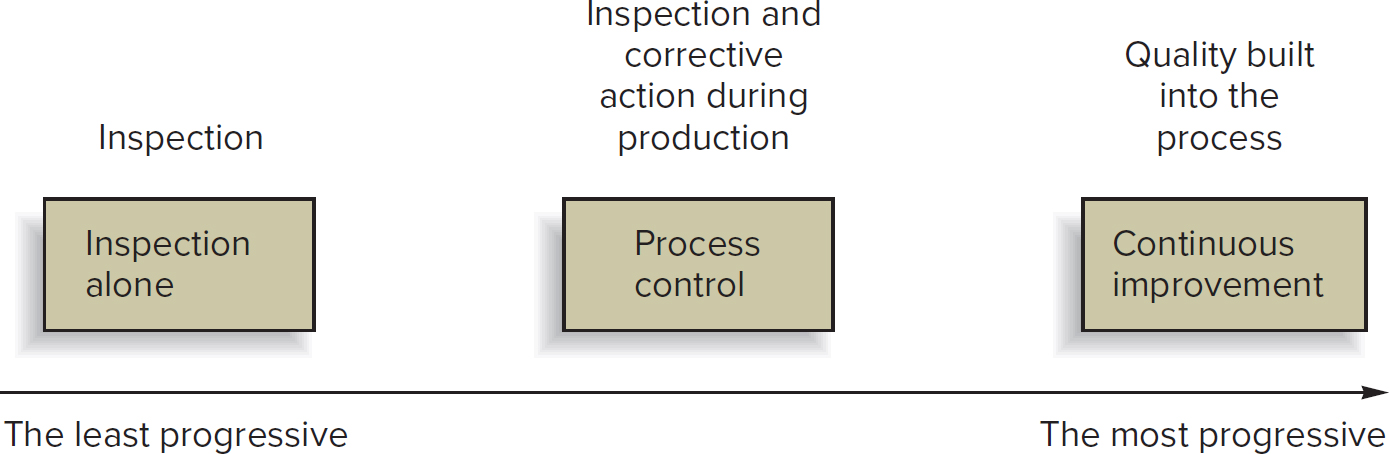 Inspection
Inspection and
corrective
action during
production
Quality built
into the
process
Inspection
alone
Process
control
Continuous
improvement
The least progressive
The most progressive